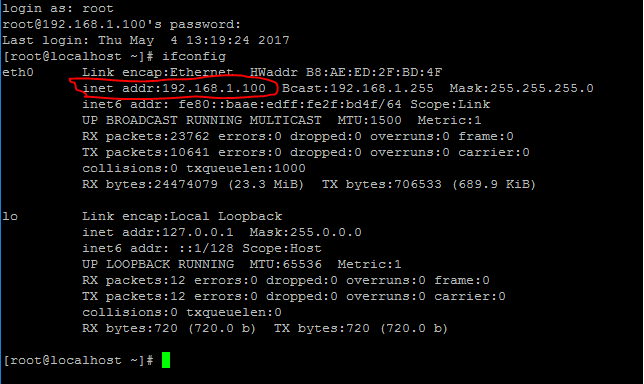 login as: root
root@192.168.1.100's password:
Last login: Thu May  4 13:19:24 2017
[root@localhost ~]# ifconfig
eth0      Link encap:Ethernet  HWaddr B8:AE:ED:2F:BD:4F
          inet addr:192.168.1.100  Bcast:192.168.1.255  Mask:255.255.255.0
          inet6 addr: fe80::baae:edff:fe2f:bd4f/64 Scope:Link
          UP BROADCAST RUNNING MULTICAST  MTU:1500  Metric:1
          RX packets:23762 errors:0 dropped:0 overruns:0 frame:0
          TX packets:10641 errors:0 dropped:0 overruns:0 carrier:0
          collisions:0 txqueuelen:1000
          RX bytes:24474079 (23.3 MiB)  TX bytes:706533 (689.9 KiB)

lo        Link encap:Local Loopback
          inet addr:127.0.0.1  Mask:255.0.0.0
          inet6 addr: ::1/128 Scope:Host
          UP LOOPBACK RUNNING  MTU:65536  Metric:1
          RX packets:12 errors:0 dropped:0 overruns:0 frame:0
          TX packets:12 errors:0 dropped:0 overruns:0 carrier:0
          collisions:0 txqueuelen:0
          RX bytes:720 (720.0 b)  TX bytes:720 (720.0 b)

[root@localhost ~]#